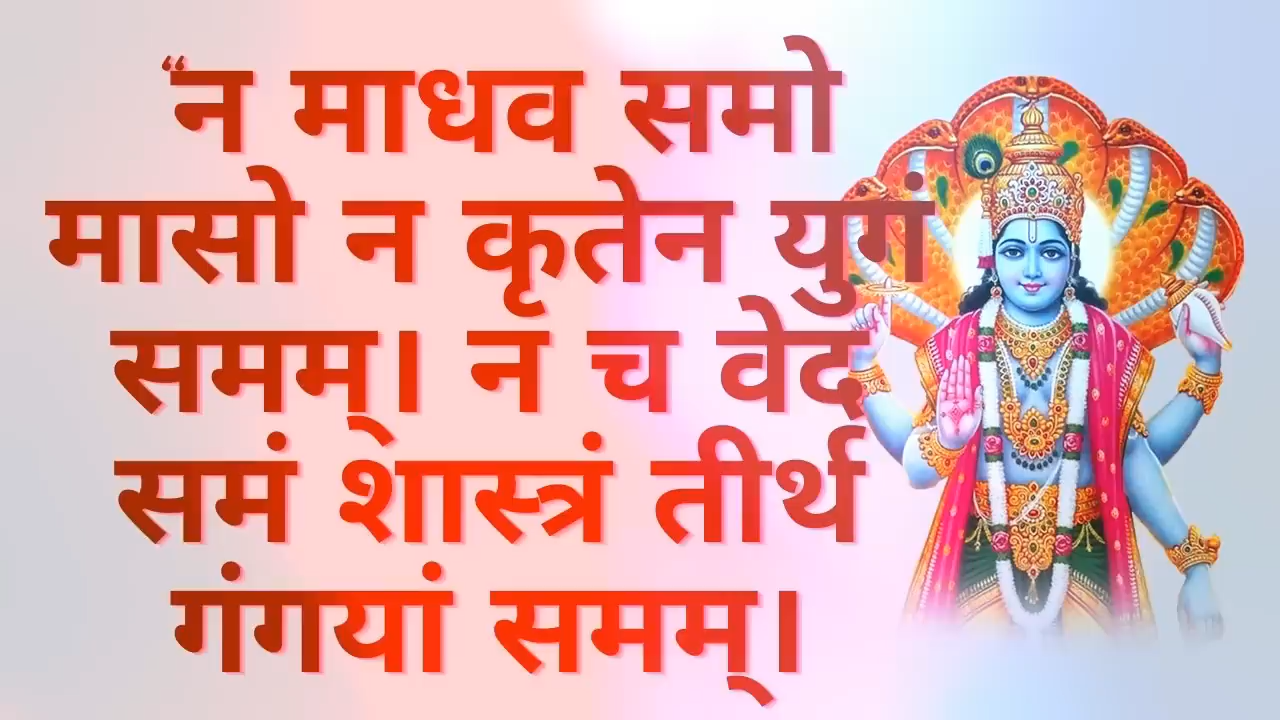 “न माधव समो
मासो न कृतेन युगं
समम्। न च वेद
समं शास्त्रं तीर्थ
गंगयां समम्।